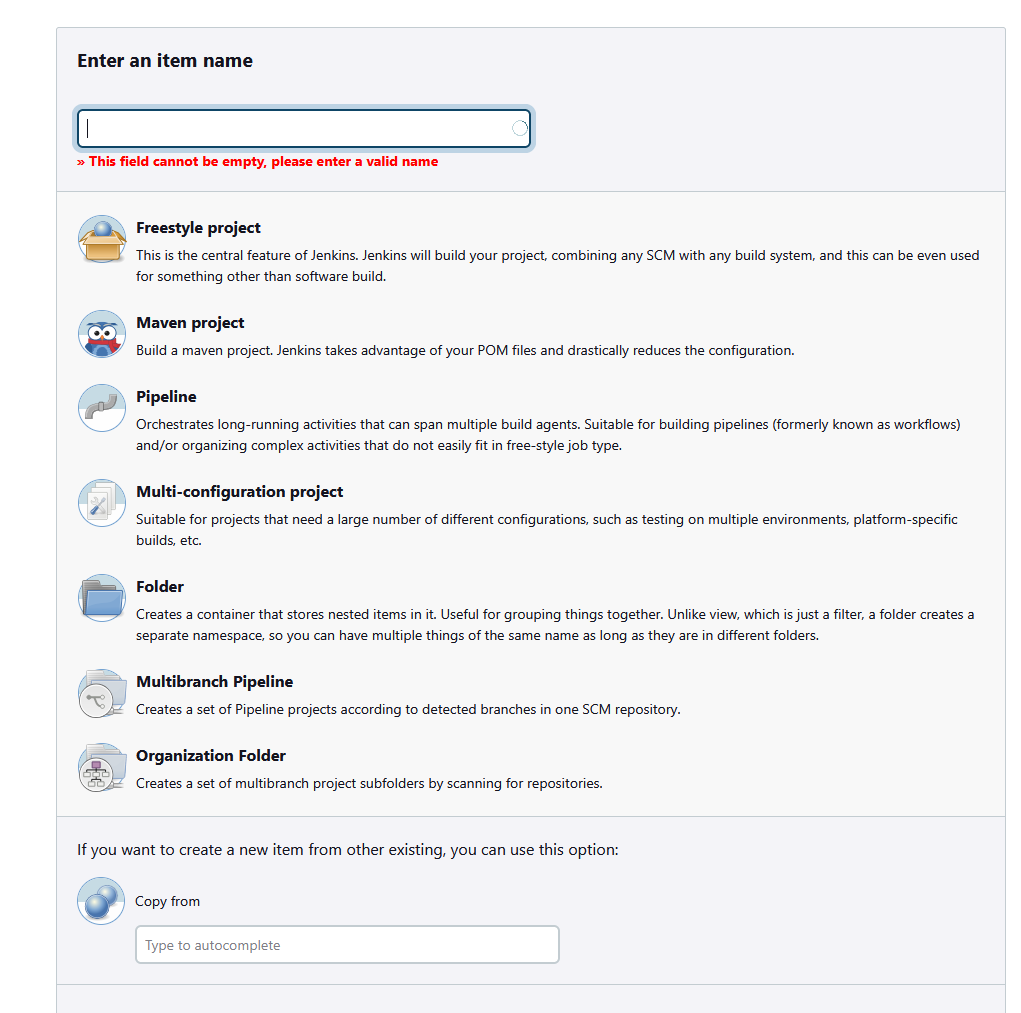 Enter an item name
» This field cannot be empty, please enter a valid name
Freestyle project
This is the central feature of Jenkins. Jenkins will build your project, combining any SCM with any build system, and this can be even used
for something other than software build.
Maven project
Build a maven project. Jenkins takes advantage of your POM files and drastically reduces the configuration.
Pipeline
Orchestrates long-running activities that can span multiple build agents. Suitable for building pipelines (formerly known as workflows)
and/or organizing complex activities that do not easily fit in free-style job type.
Multi-configuration project
Suitable for projects that need a large number of different configurations, such as testing on multiple environments, platform-specific
builds, etc.
Folder
Creates a container that stores nested items in it. Useful for grouping things together. Unlike view, which is just a filter, a folder creates a
separate namespace, so you can have multiple things of the same name as long as they are in different folders.
Multibranch Pipeline
Creates a set of Pipeline projects according to detected branches in one SCM repository.
Organization Folder
Creates a set of multibranch project subfolders by scanning for repositories.
If you want to create a new item from other existing, you can use this option:
Copy from
Type to autocomplete